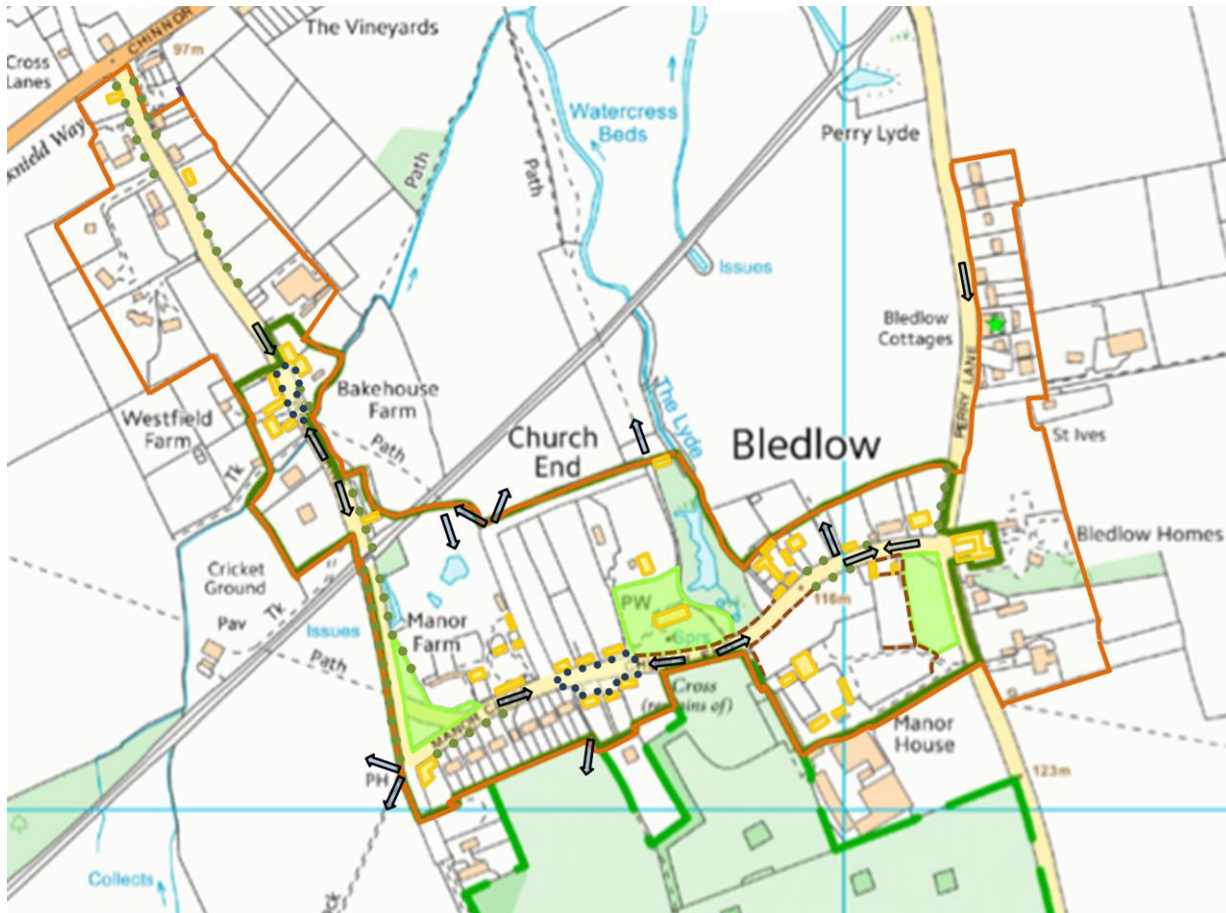 CHINNOR
The Vineyards
97m
Cross
Lanes
Watercress
Beds
knield Way
Path
Path
Perry Lyde
Issues
Bledlow
Cottages
PERRY LANE
Bakehouse
Farm
Westfield
Farm
The Lyde
St Ives
Church
End
Bledlow
Path
Tk
Bledlow Homes
Cricket
Ground
Tk
116m
PW
Manor
Farm
Pav
Issues
Path
Cross
(remains of)
Manor
House
PH
123m
Collects